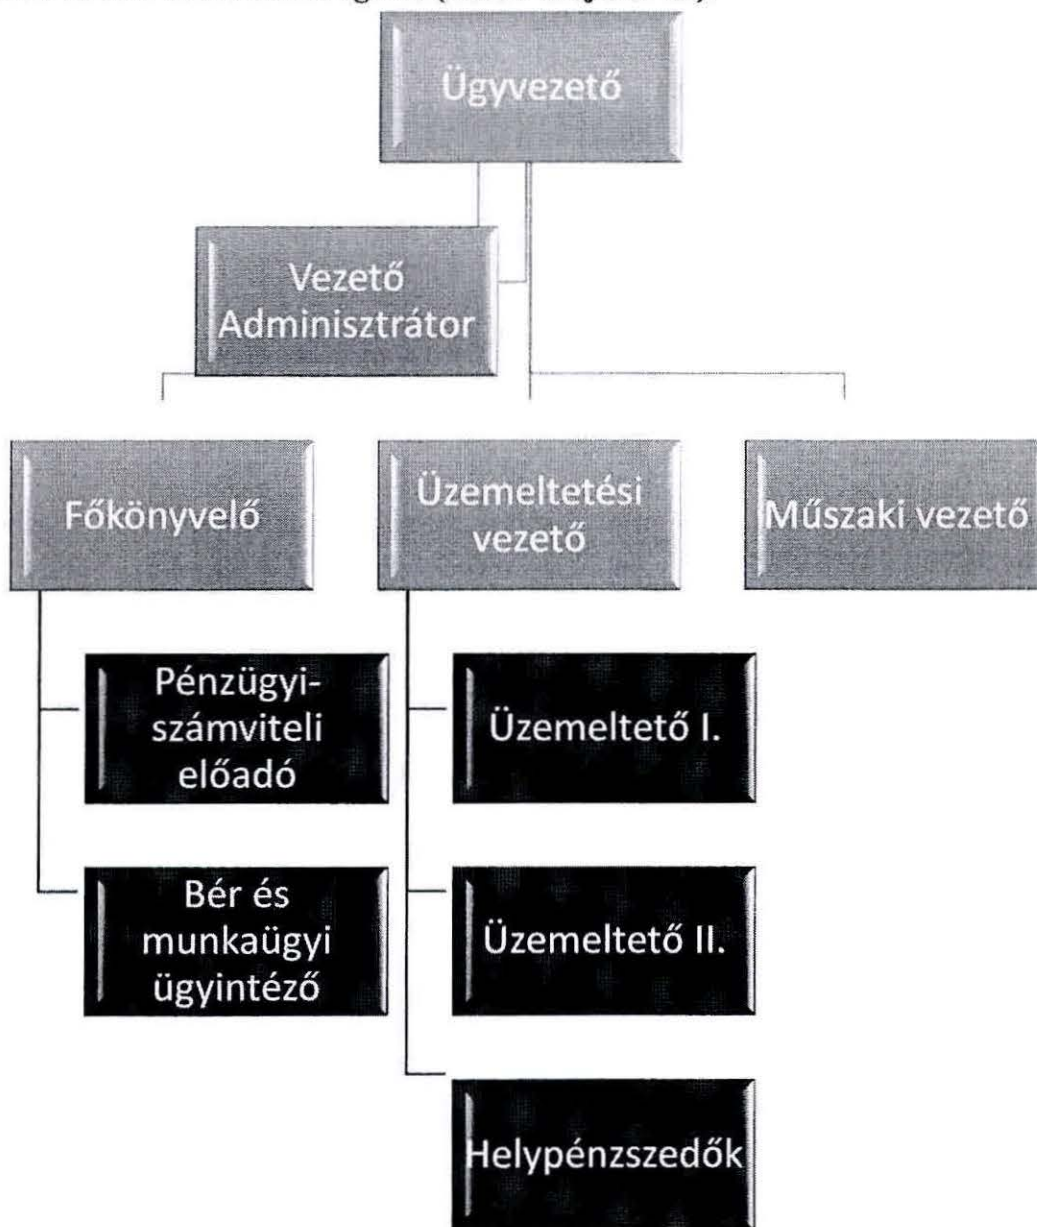 Ügyvezető
Vezető
Adminisztrátor
Főkönyvelő
Üzemeltetési
vezető
Műszaki vezető
Pénzügyi-
számviteli
előadó
Üzemeltető I.
Bér és
munkaügyi
ügyintéző
Üzemeltető II.
Helypénzszedők